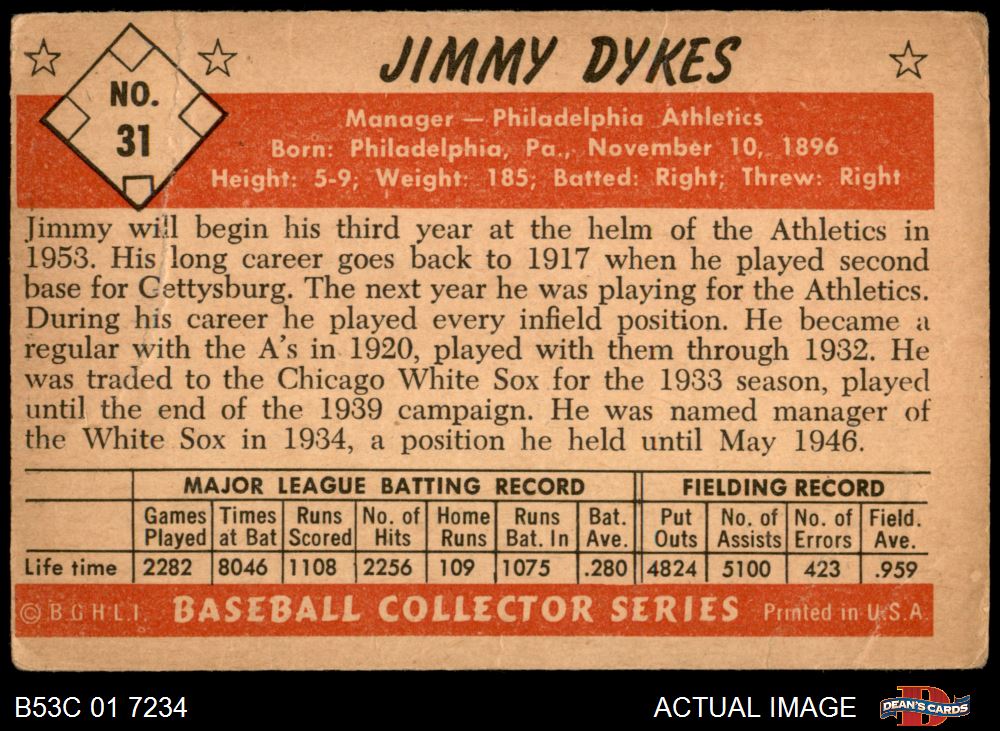 JIMMY DYKES
NO.
31
Manager — Philadelphia Athletics
Born: Philadelphia, Pa., November 10, 1896
Height: 5-9; Weight: 185; Batted: Right; Threw: Right
Jimmy will begin his third year at the helm of the Athletics in
1953. His long career goes back to 1917 when he played second
base for Gettysburg. The next year he was playing for the Athletics.
During his career he played every infield position. He became a
regular with the A's in 1920, played with them through 1932. He
was traded to the Chicago White Sox for the 1933 season, played
until the end of the 1939 campaign. He was named manager of
the White Sox in 1934, a position he held until May 1946.
MAJOR LEAGUE BATTING RECORD FIELDING RECORD
Games Times Runs No. of Home Runs Bat. Put No. of No. of Field.
Played at Bat Scored Hits Runs Bat. In Ave. Outs Assists Errors Ave.
Life time 2282 8046 1108 2256 109 1075 .280 4824 5100 423 .959
© B G H L I. BASEBALL COLLECTOR SERIES Printed in U.S.A.
B53C 01 7234 ACTUAL IMAGE D DEAN'S CARDS